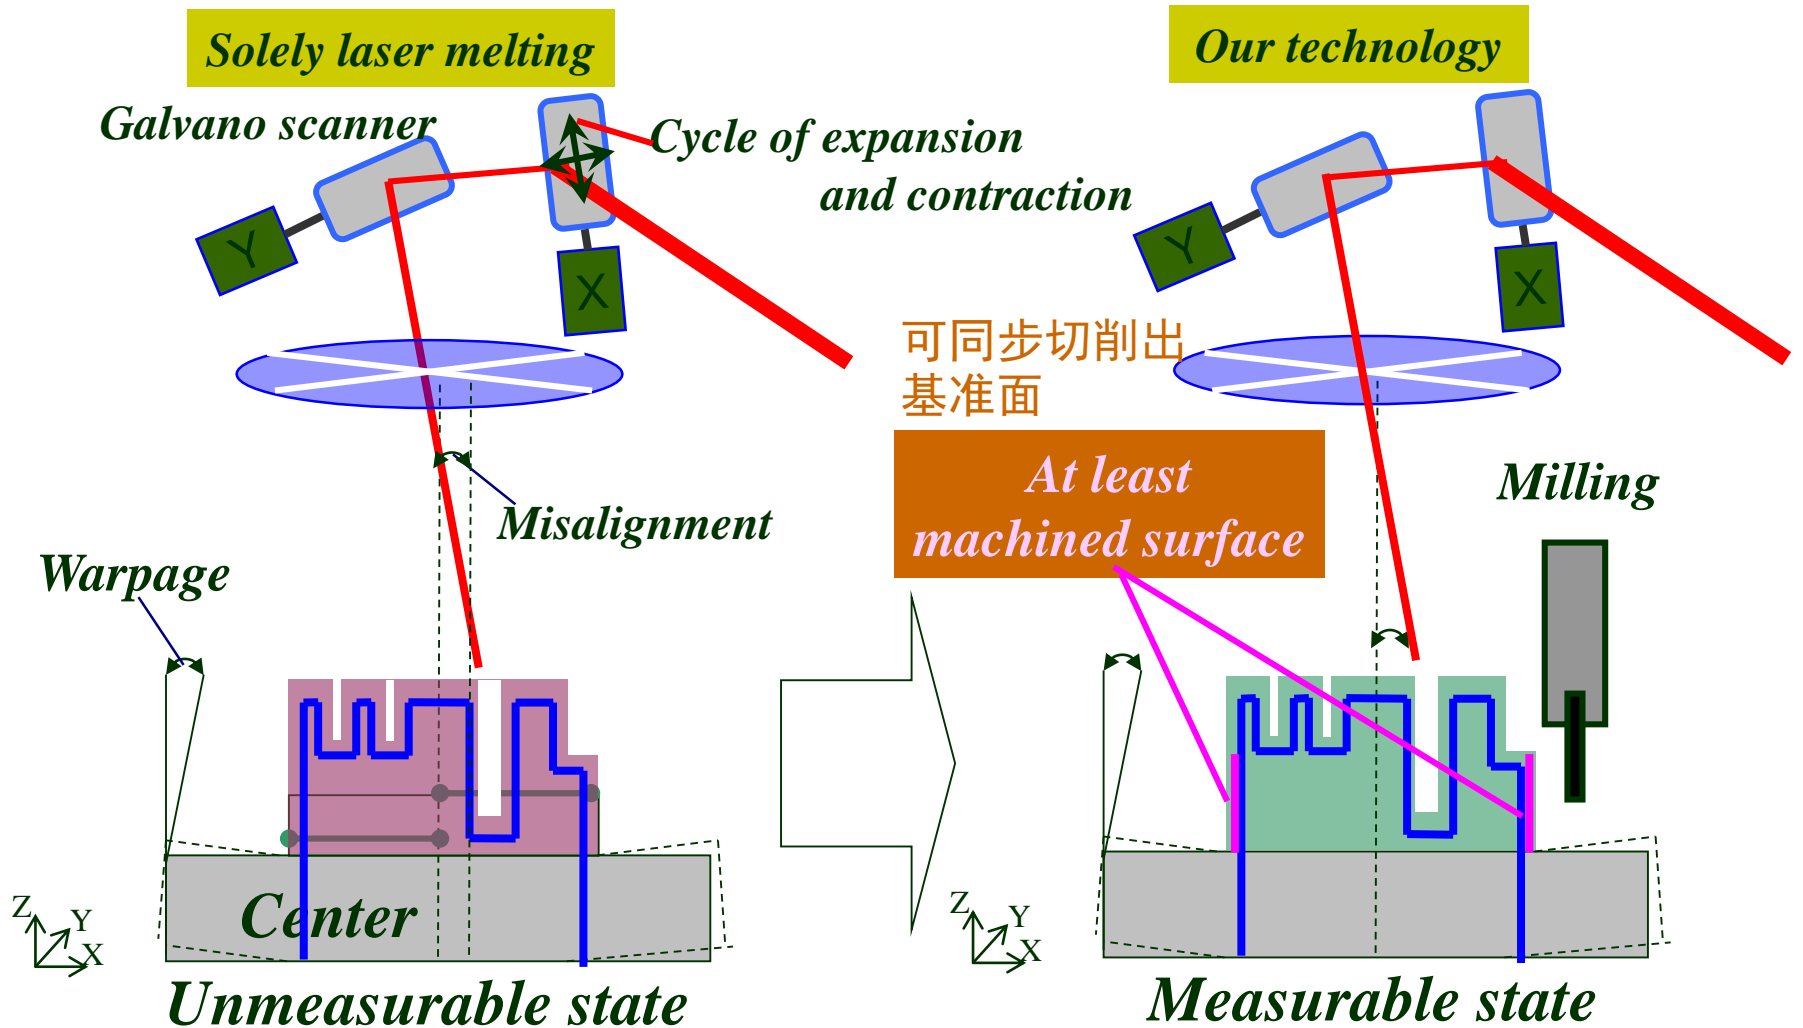 Solely laser melting
Our technology
Galvano scanner
Cycle of expansion
and contraction
Y
X
Y
X
可同步切削出
基准面
At least
machined surface
Milling
Misalignment
Warpage
Center
Z
Y
X
Z
Y
X
Unmeasurable state
Measurable state